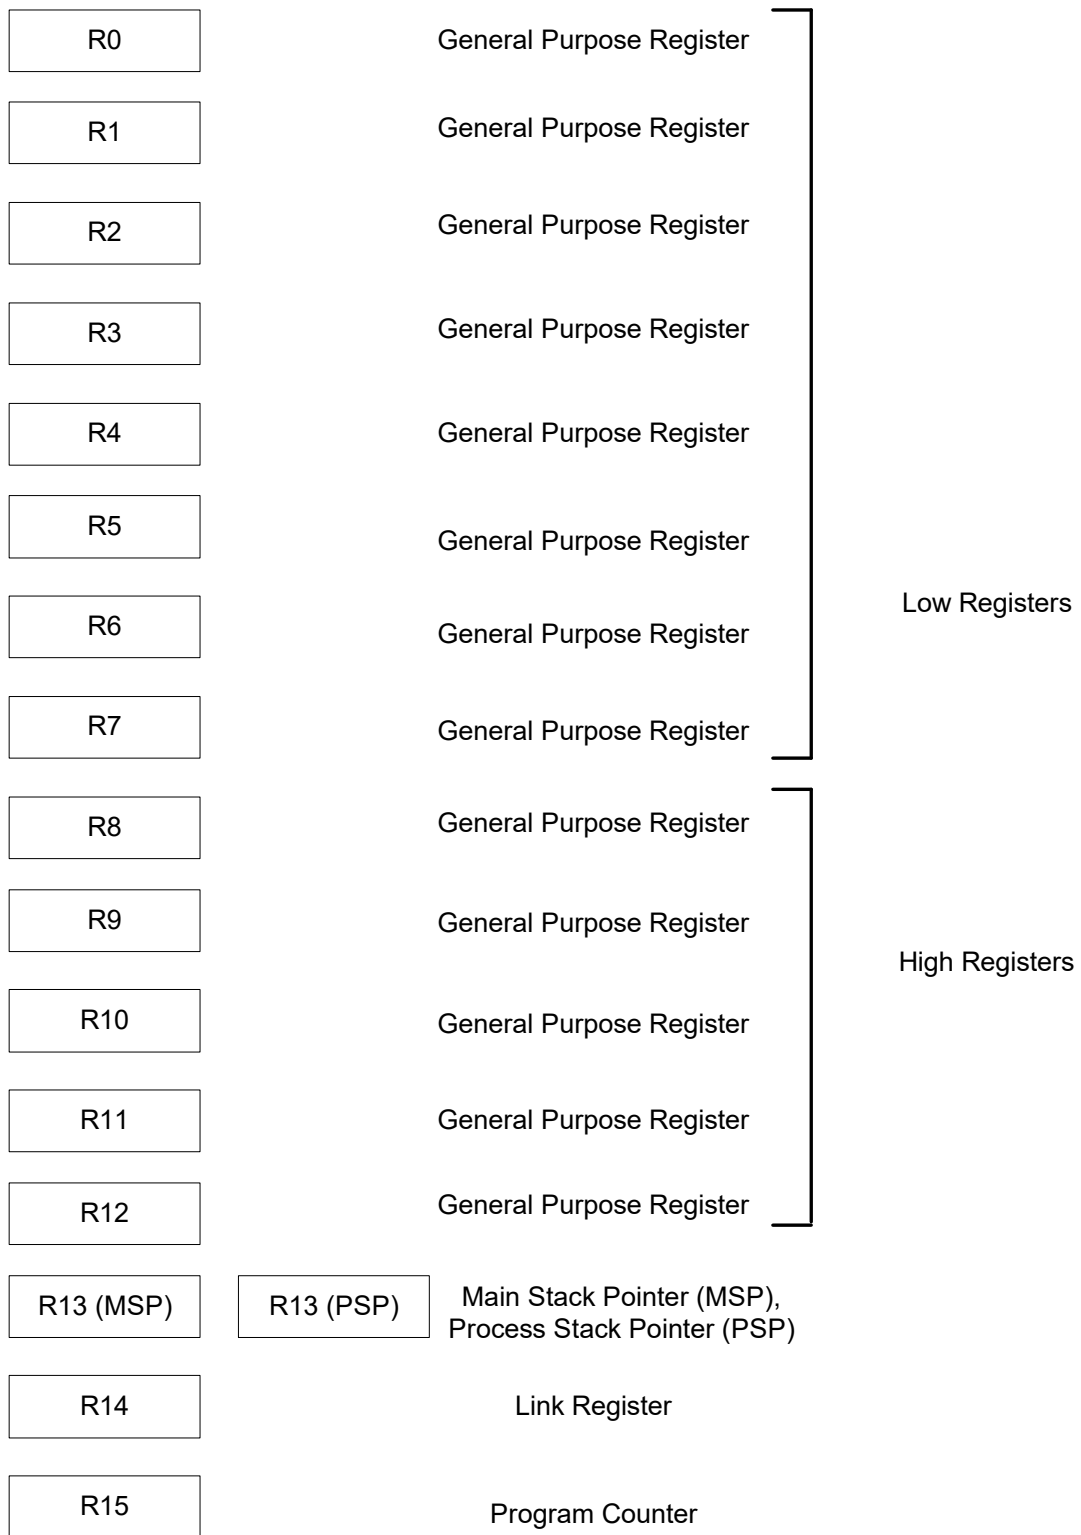 R0 General Purpose Register
R1 General Purpose Register
R2 General Purpose Register
R3 General Purpose Register
R4 General Purpose Register
R5 General Purpose Register
Low Registers
R6 General Purpose Register
R7 General Purpose Register
R8 General Purpose Register
R9 General Purpose Register
High Registers
R10 General Purpose Register
R11 General Purpose Register
R12 General Purpose Register
R13 (MSP) R13 (PSP) Main Stack Pointer (MSP),
Process Stack Pointer (PSP)
R14 Link Register
R15 Program Counter